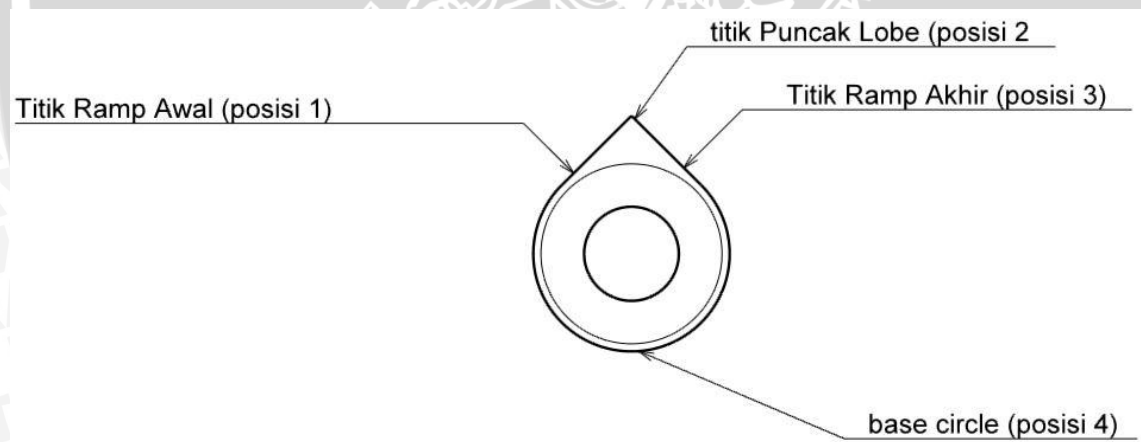 titik Puncak Lobe (posisi 2
Titik Ramp Awal (posisi 1)
Titik Ramp Akhir (posisi 3)
base circle (posisi 4)